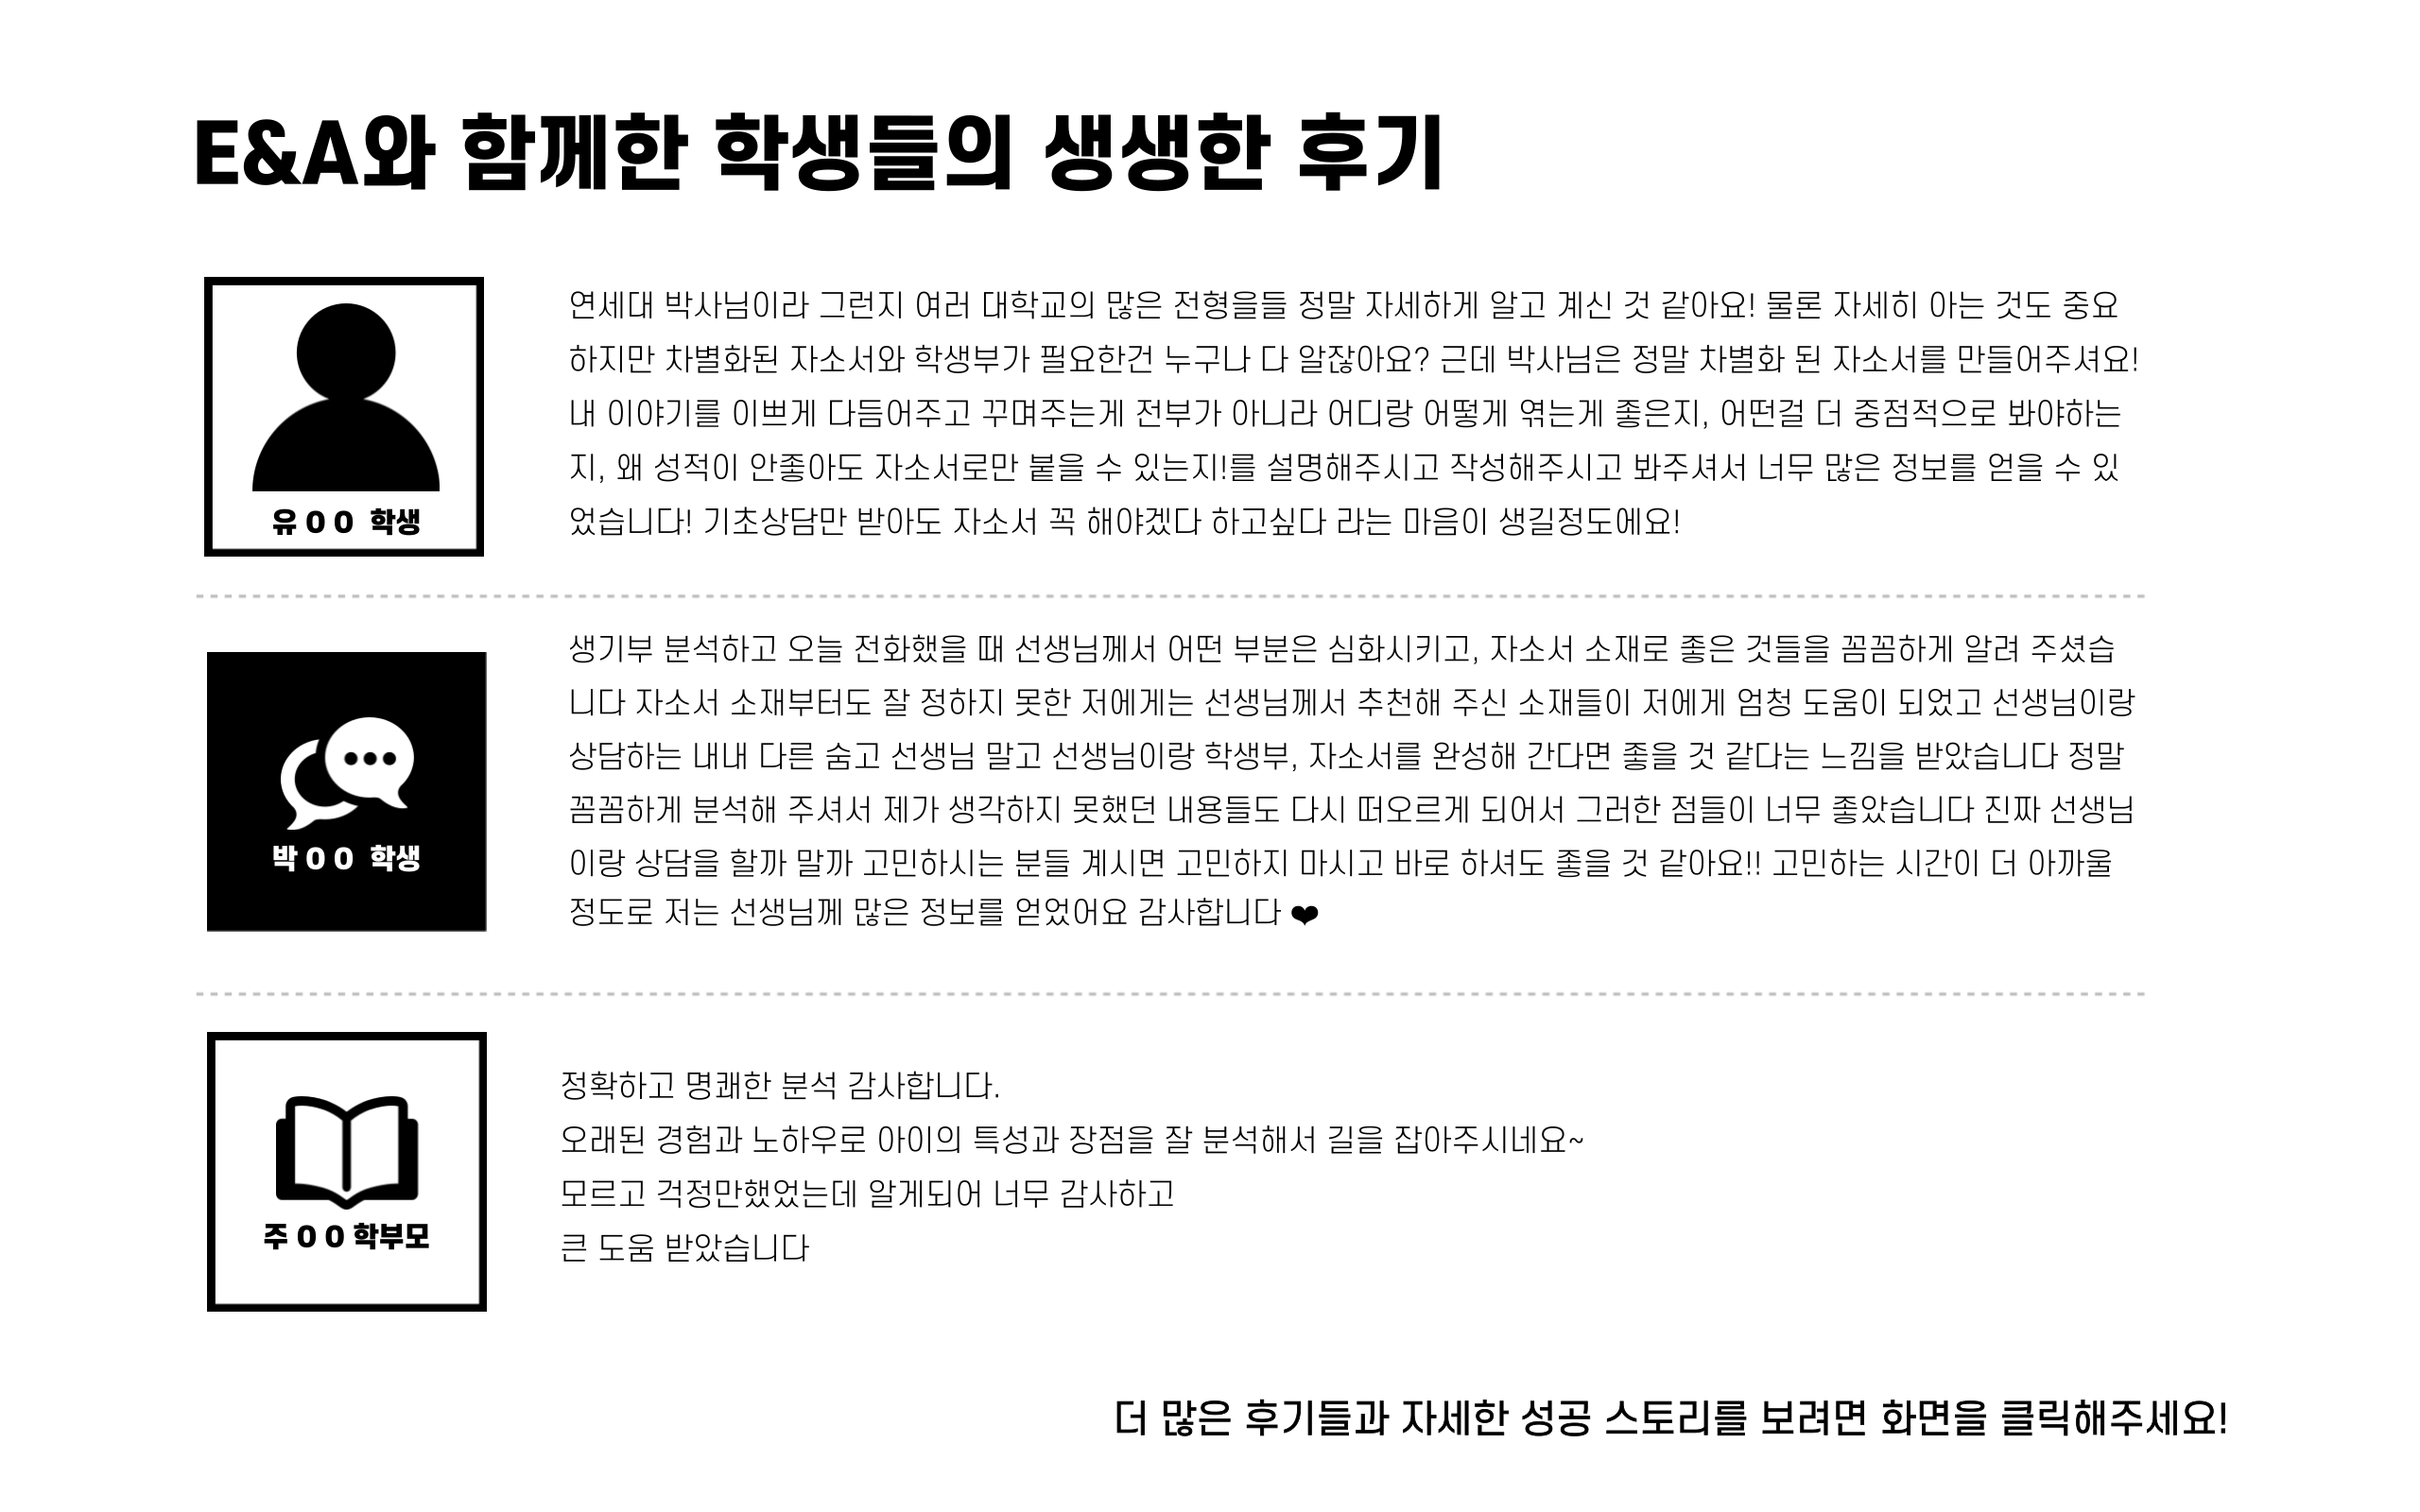 E&A와 함께한 학생들의 생생한 후기
연세대 박사님이라 그런지 여러 대학교의 많은 전형을들 정말 자세하게 알고 계신 것 같아요! 물론 자세히 아는 것도 중요
하지만 차별화된 자소서와 학생부가 필요한건 누구나 다 알잖아요? 근데 박사님은 정말 차별화 된 자소서를 만들어주셔요!
내 이야기를 이쁘게 다듬어주고 꾸며주는게 전부가 아니라 어디랑 어떻게 엮는게 좋은지, 어떤걸 더 중점적으로 봐야하는
지, 왜 성적이 안좋아도 자소서로만 붙을 수 있는지!를 설명해주시고 작성해주시고 봐주셔서 너무 많은 정보를 얻을 수 있
었습니다! 기초상담만 받아도 자소서 꼭 해야겠다 하고싶다 라는 마음이 생길정도에요!
유 O O 학생
생기부 분석하고 오늘 전화했을 때 선생님께서 어떤 부분은 심화시키고, 자소서 소재로 좋은 것들을 꼼꼼하게 알려 주셨습
니다 자소서 소재부터도 잘 정하지 못한 저에게는 선생님께서 추천해 주신 소재들이 저에게 엄청 도움이 되었고 선생님이랑
상담하는 내내 다른 숨고 선생님 말고 선생님이랑 학생부, 자소서를 완성해 간다면 좋을 것 같다는 느낌을 받았습니다 정말
꼼꼼하게 분석해 주셔서 제가 생각하지 못했던 내용들도 다시 떠오르게 되어서 그러한 점들이 너무 좋았습니다 진짜 선생님
이랑 상담을 할까 말까 고민하시는 분들 계시면 고민하지 마시고 바로 하셔도 좋을 것 같아요!! 고민하는 시간이 더 아까울
정도로 저는 선생님께 많은 정보를 얻었어요 감사합니다 ❤
박 O O 학생
정확하고 명쾌한 분석 감사합니다.
오래된 경험과 노하우로 아이의 특성과 장점을 잘 분석해서 길을 잡아주시네요~
모르고 걱정만했었는데 알게되어 너무 감사하고
큰 도움 받았습니다
주 O O 학부모
더 많은 후기들과 자세한 성공 스토리를 보려면 화면을 클릭해주세요!